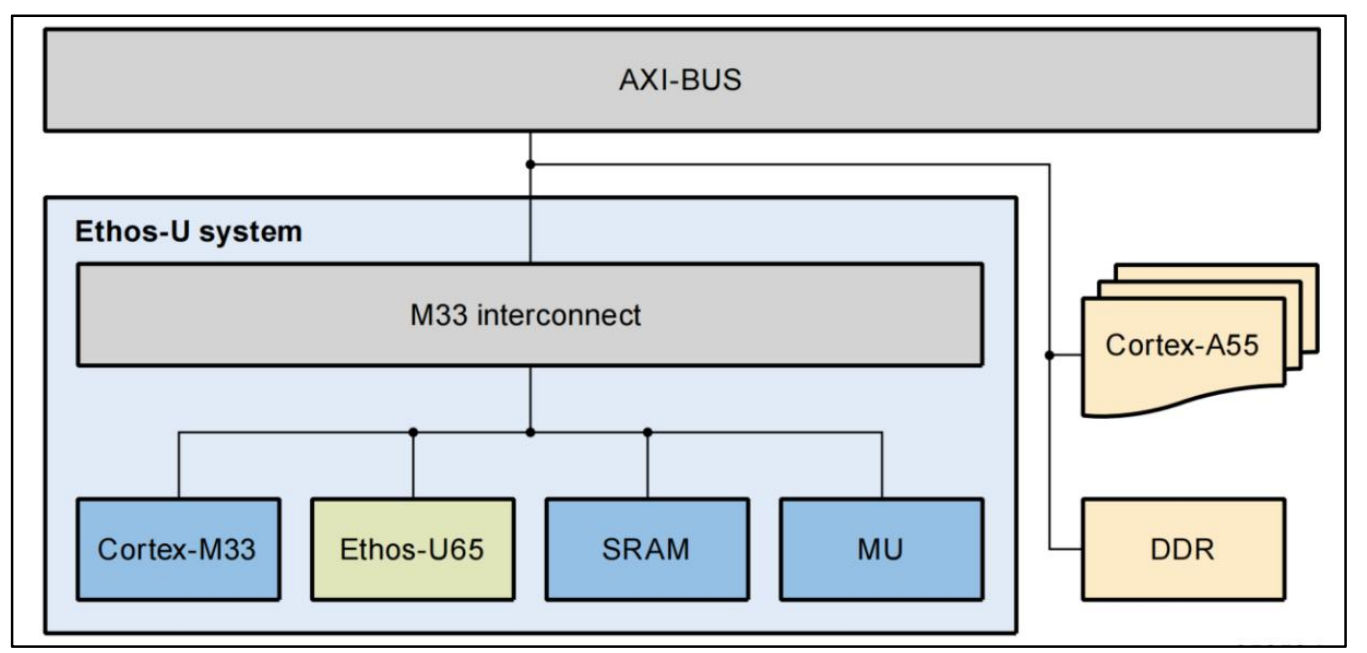 AXI-BUS
Ethos-U system
M33 interconnect
Cortex-A55
Cortex-M33
Ethos-U65
SRAM
MU
DDR